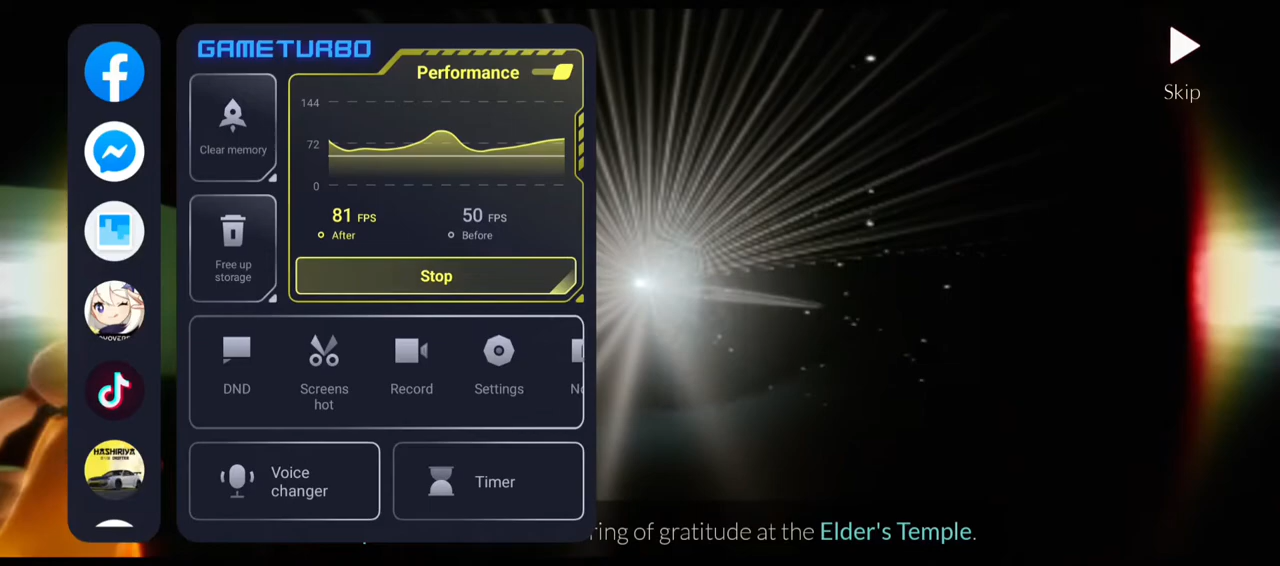 GAMETURBO
Performance
144
72
0
81 FPS
After
50 FPS
Before
Stop
Clear memory
Free up
storage
DND
Screens
hot
Record
Settings
Voice
changer
Timer
Skip
HASHIRIYA
ring of gratitude at the Elder's Temple.